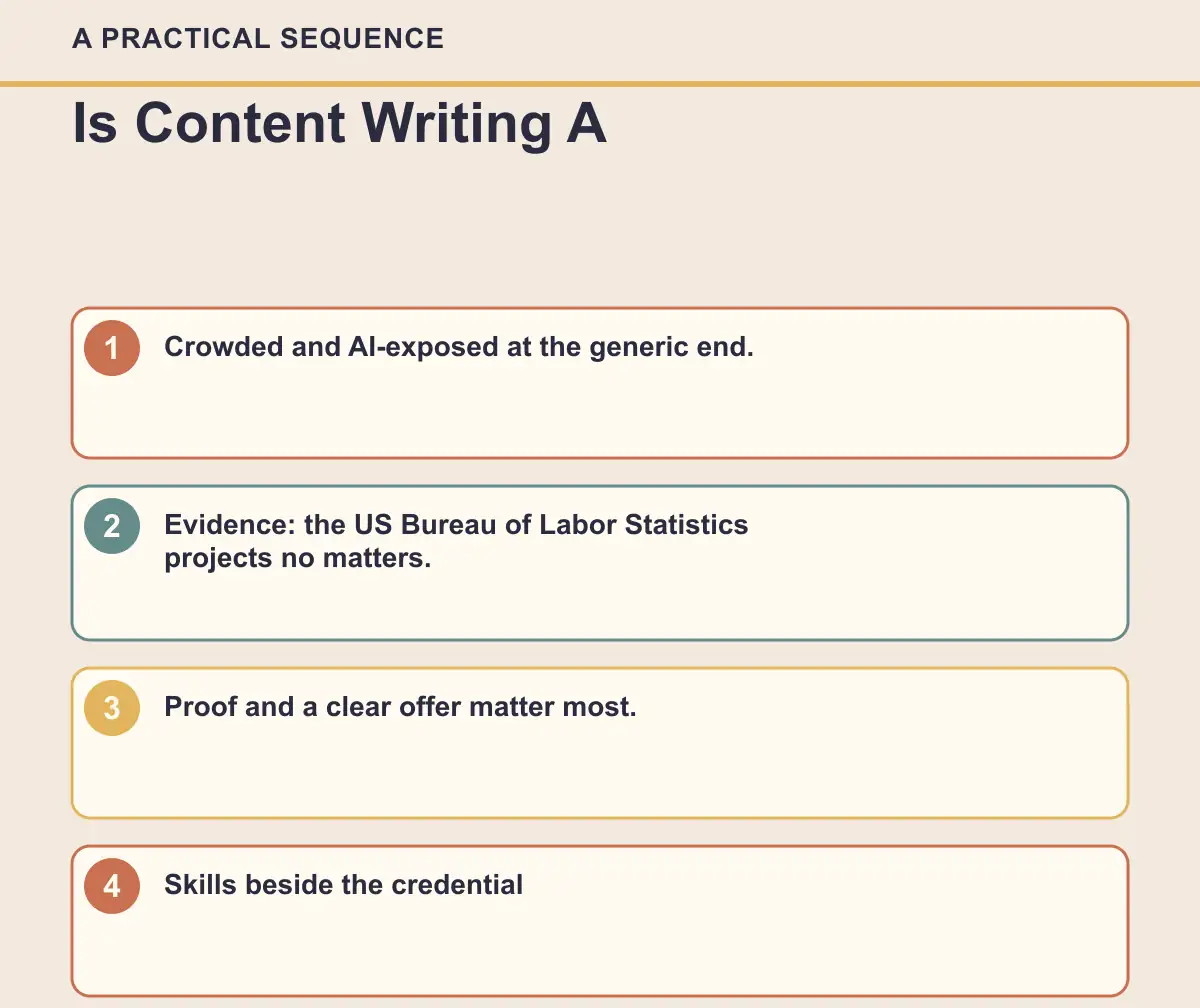 A PRACTICAL SEQUENCE
Is Content Writing A
1
Crowded and AI-exposed at the generic end.
2
Evidence: the US Bureau of Labor Statistics
projects no matters.
3
Proof and a clear offer matter most.
4
Skills beside the credential